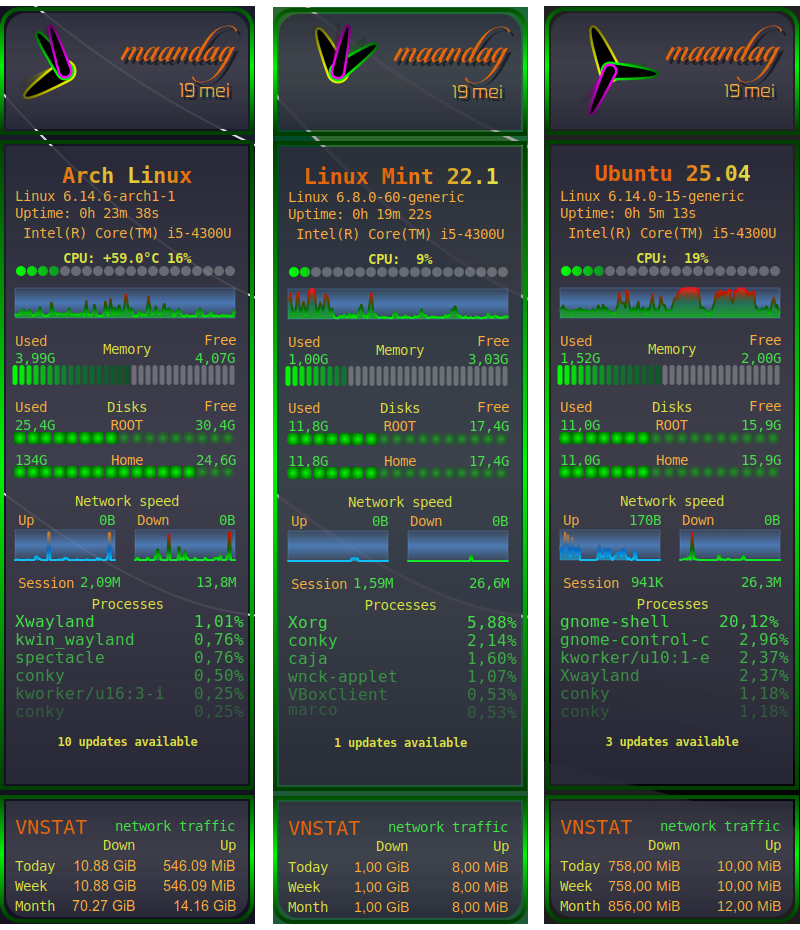 maandag
19 mei
Arch Linux
Linux 6.14.6-arch1-1
Uptime: 0h 23m 38s
Intel(R) Core(TM) i5-4300U
CPU: +59.0°C 16%
Used Free
Memory
3,99G 4,07G
Used Disks Free
25,4G ROOT 30,4G
134G Home 24,6G
Network speed
Up 0B Down 0B
Session 2,09M 13,8M
Processes
Xwayland 1,01%
kwin_wayland 0,76%
spectacle 0,76%
conky 0,50%
kworker/u16:3-i 0,25%
conky 0,25%
10 updates available
VNSTAT network traffic
Down Up
Today 10.88 GiB 546.09 MiB
Week 10.88 GiB 546.09 MiB
Month 70.27 GiB 14.16 GiB
maandag
19 mei
Linux Mint 22.1
Linux 6.8.0-60-generic
Uptime: 0h 19m 22s
Intel(R) Core(TM) i5-4300U
CPU: 9%
Used Free
Memory
1,00G 3,03G
Used Disks Free
11,8G ROOT 17,4G
11,8G Home 17,4G
Network speed
Up 0B Down 0B
Session 1,59M 26,6M
Processes
Xorg 5,88%
conky 2,14%
caja 1,60%
wnck-applet 1,07%
VBoxClient 0,53%
marco 0,53%
1 updates available
VNSTAT network traffic
Down Up
Today 1,00 GiB 8,00 MiB
Week 1,00 GiB 8,00 MiB
Month 1,00 GiB 8,00 MiB
maandag
19 mei
Ubuntu 25.04
Linux 6.14.0-15-generic
Uptime: 0h 5m 13s
Intel(R) Core(TM) i5-4300U
CPU: 19%
Used Free
Memory
1,52G 2,00G
Used Disks Free
11,0G ROOT 15,9G
11,0G Home 15,9G
Network speed
Up 170B Down 0B
Session 941K 26,3M
Processes
gnome-shell 20,12%
gnome-control-c 2,96%
kworker/u10:1-e 2,37%
Xwayland 2,37%
conky 1,18%
conky 1,18%
3 updates available
VNSTAT network traffic
Down Up
Today 758,00 MiB 10,00 MiB
Week 758,00 MiB 10,00 MiB
Month 856,00 MiB 12,00 MiB